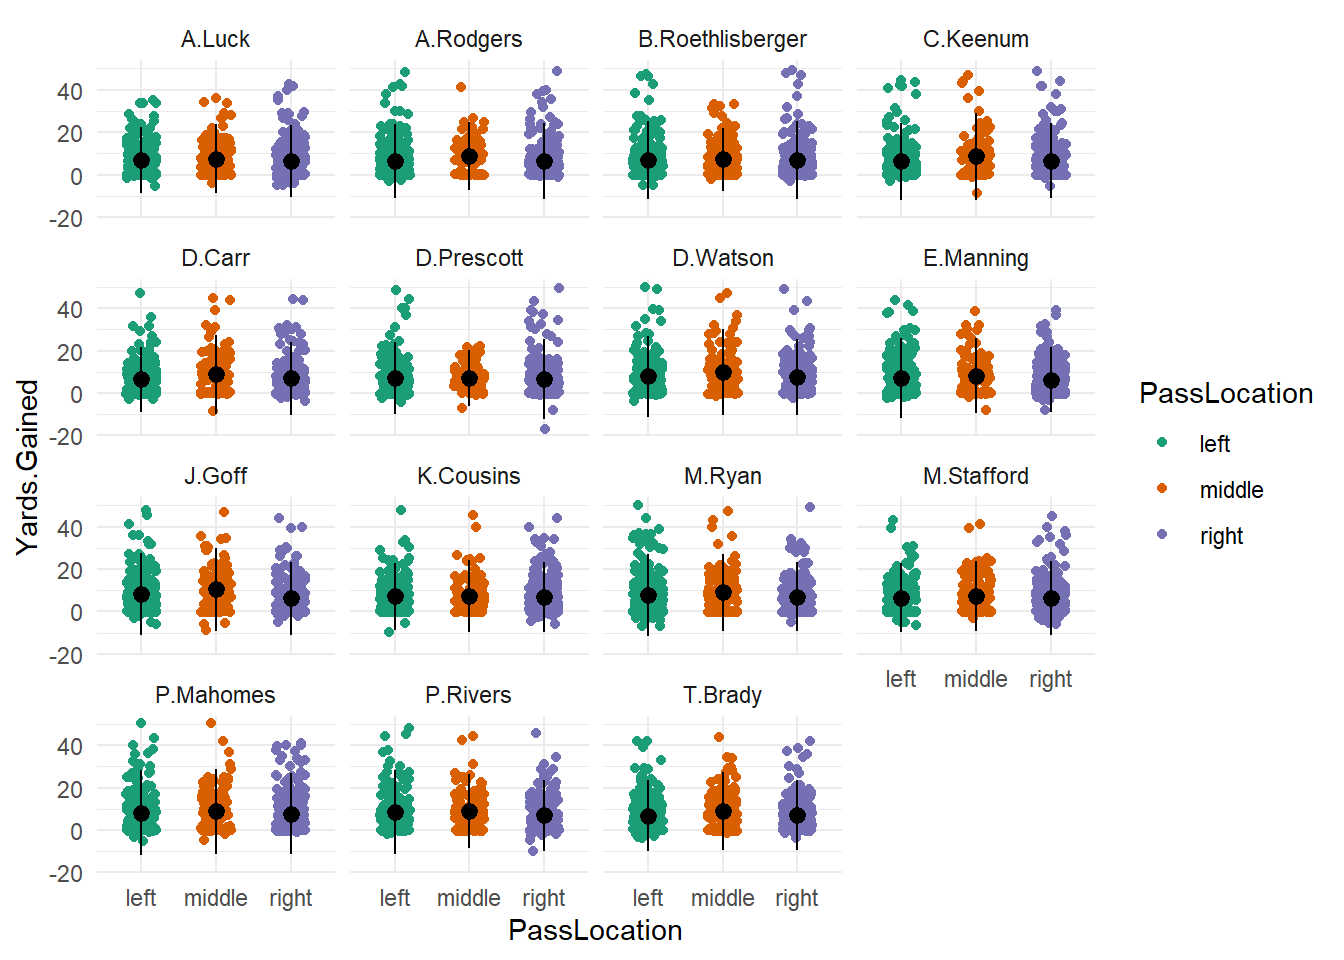 A.Luck
A.Rodgers
B.Roethlisberger
C.Keenum
40
20
0
-20
D.Carr
D.Prescott
D.Watson
E.Manning
40
20
0
-20
J.Goff
K.Cousins
M.Ryan
M.Stafford
40
20
0
-20
left middle right
P.Mahomes
P.Rivers
T.Brady
40
20
0
-20
left middle right
left middle right
left middle right
PassLocation
Yards.Gained
PassLocation
left
middle
right